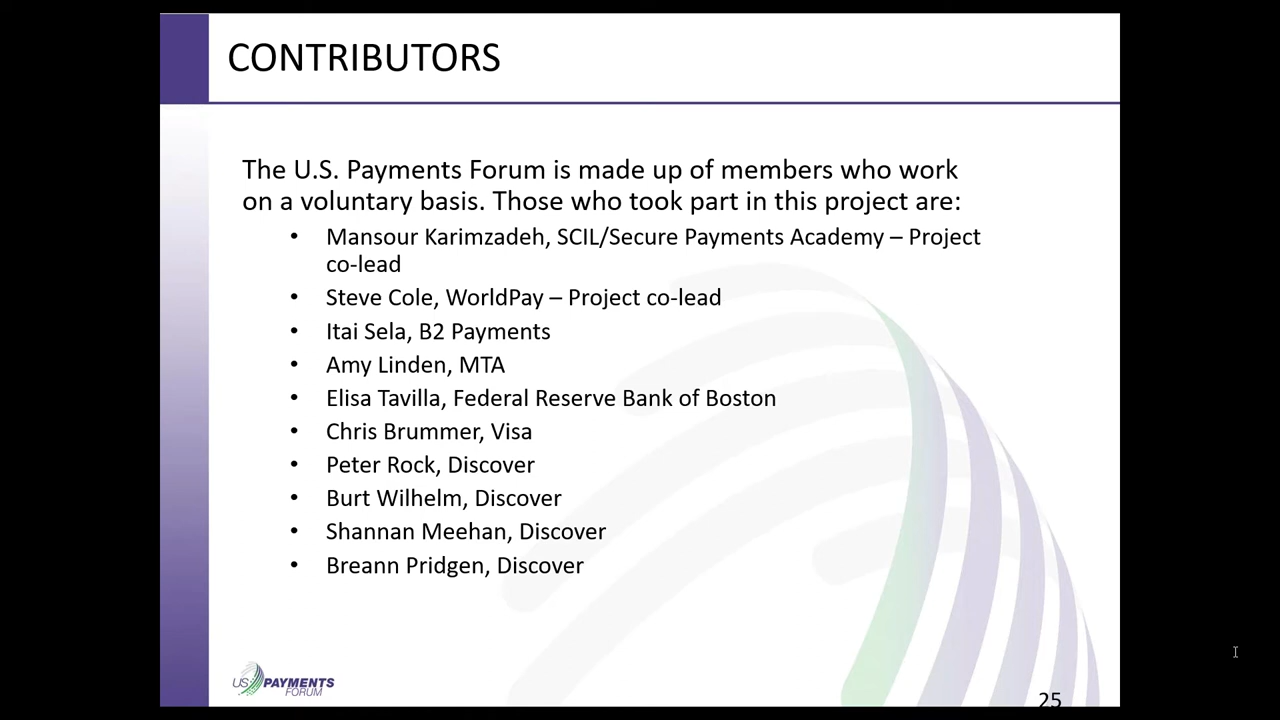 CONTRIBUTORS
The U.S. Payments Forum is made up of members who work
on a voluntary basis. Those who took part in this project are:
• Mansour Karimzadeh, SCIL/Secure Payments Academy – Project
co-lead
• Steve Cole, WorldPay – Project co-lead
• Itai Sela, B2 Payments
• Amy Linden, MTA
• Elisa Tavilla, Federal Reserve Bank of Boston
• Chris Brummer, Visa
• Peter Rock, Discover
• Burt Wilhelm, Discover
• Shannan Meehan, Discover
• Breann Pridgen, Discover
US PAYMENTS
FORUM
25